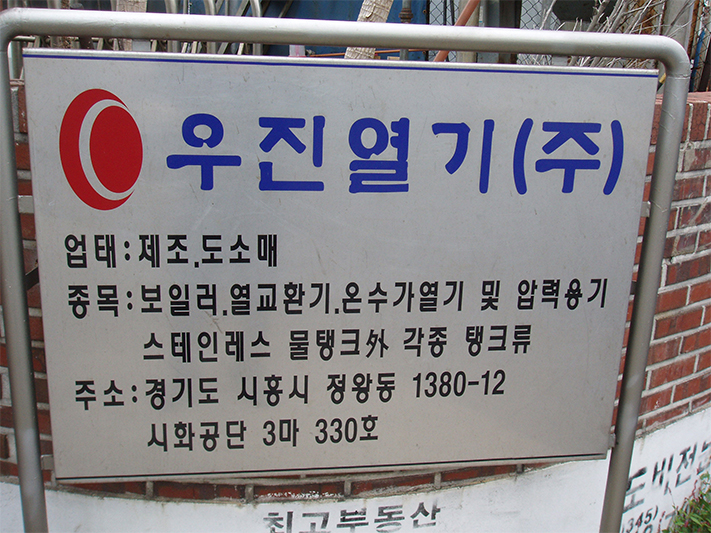 우진열기(주)
업태:제조.도소매
종목:보일러.열교환기.온수가열기 및 압력용기
스테인레스 물탱크外 각종 탱크류
주소:경기도 시흥시 정왕동 1380-12
시화공단 3마 330호
최고부동산
(345)